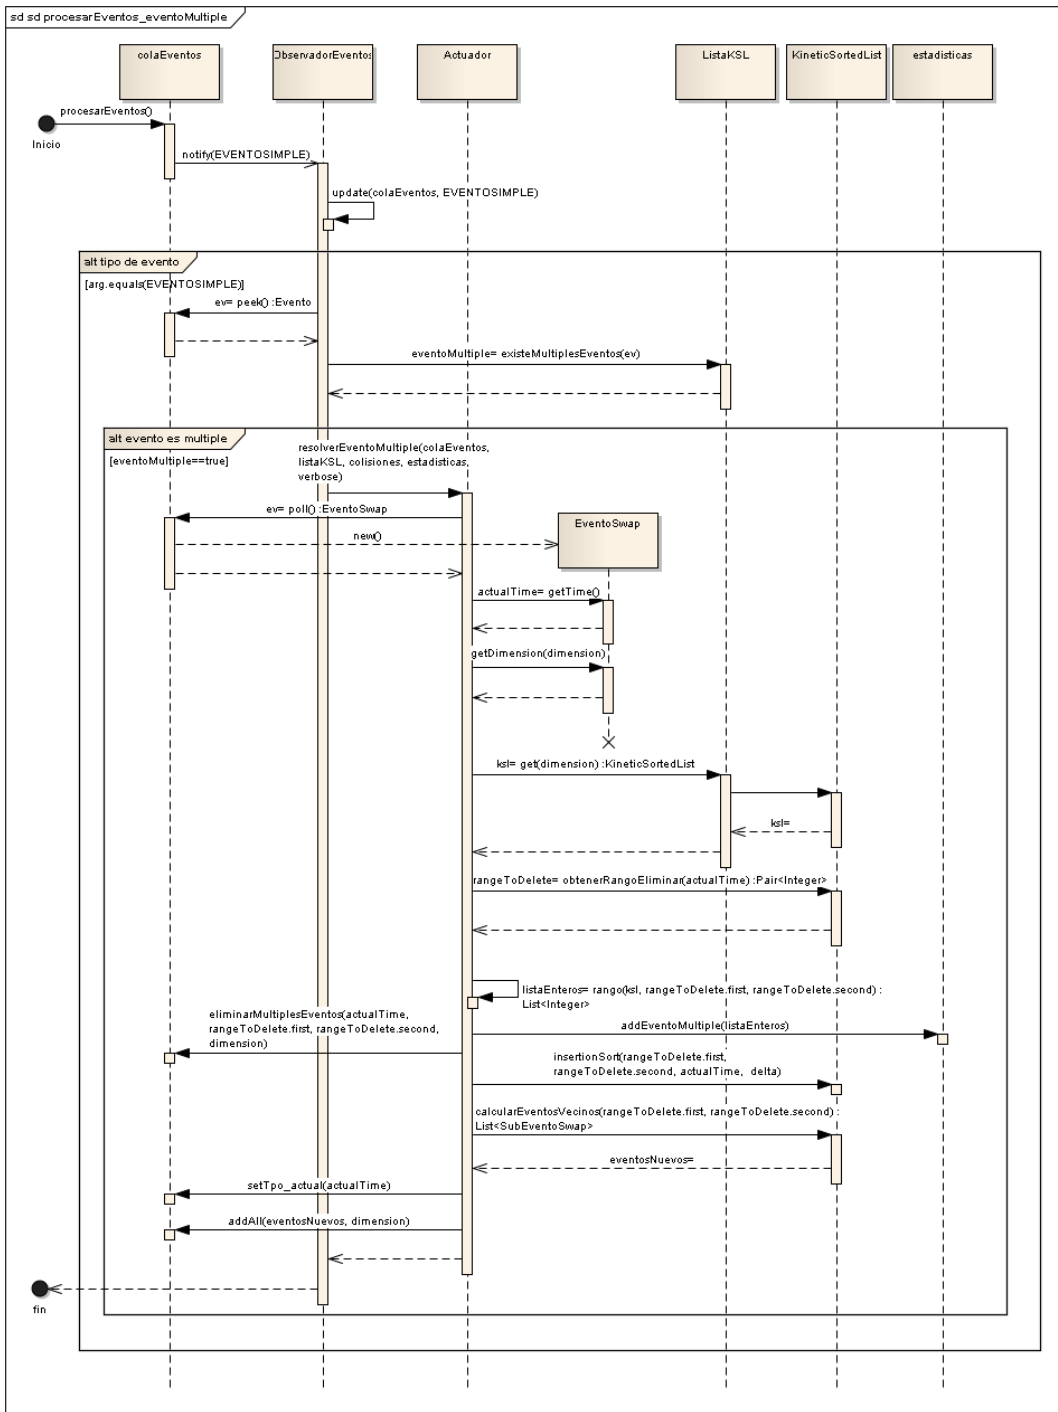 sd sd procesarEventos_eventoMultiple
colaEventos
ObservadorEventos
Actuador
ListaKSL
KineticSortedList
estadisticas
procesarEventos()
Inicio
notify(EVENTOSIMPLE)
update(colaEventos, EVENTOSIMPLE)
alt tipo de evento
[arg.equals(EVENTOSIMPLE)]
ev= peek() :Evento
eventoMultiple= existeMultiplesEventos(ev)
alt evento es multiple
[eventoMultiple==true]
resolverEventoMultiple(colaEventos,
listaKSL, colisiones, estadisticas,
verbose)
ev= poll() :EventoSwap
EventoSwap
new()
actualTime= getTime()
getDimension(dimension)
ksl= get(dimension) :KineticSortedList
ksl=
rangeToDelete= obtenerRangoEliminar(actualTime) :Pair<Integer>
listaEnteros= rango(ksl, rangeToDelete.first, rangeToDelete.second) :
List<Integer>
eliminarMultiplesEventos(actualTime,
rangeToDelete.first, rangeToDelete.second,
dimension)
addEventoMultiple(listaEnteros)
insertionSort(rangeToDelete.first,
rangeToDelete.second, actualTime, delta)
calcularEventosVecinos(rangeToDelete.first, rangeToDelete.second) :
List<SubEventoSwap>
eventosNuevos=
setTpo_actual(actualTime)
addAll(eventosNuevos, dimension)
fin